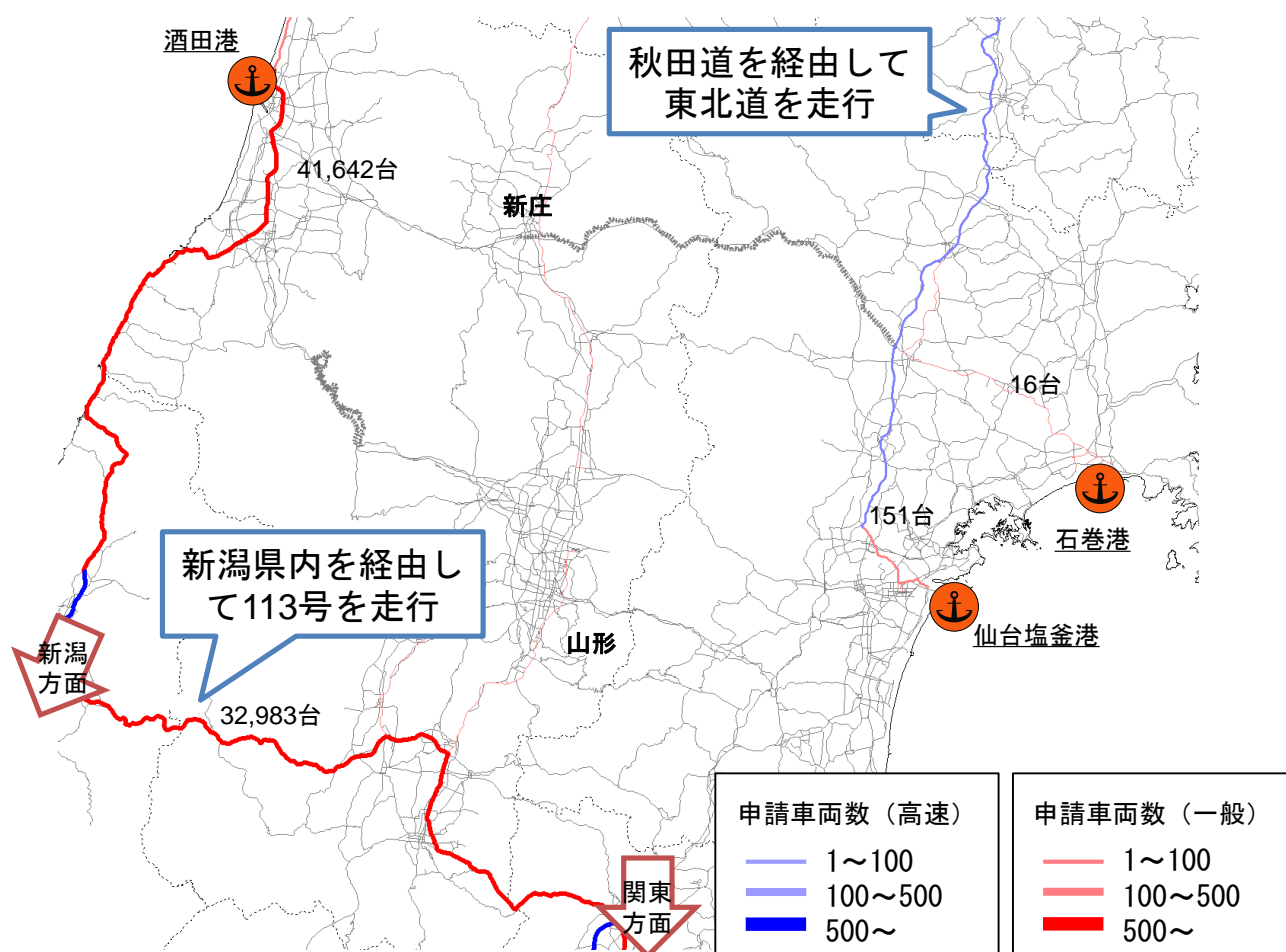 酒田港
秋田道を経由して
東北道を走行
41,642台
新庄
16台
151台
石巻港
新潟県内を経由し
て113号を走行
仙台塩釜港
新潟
方面
山形
32,983台
関東
方面
申請車両数（高速）
1～100
100～500
500～
申請車両数（一般）
1～100
100～500
500～